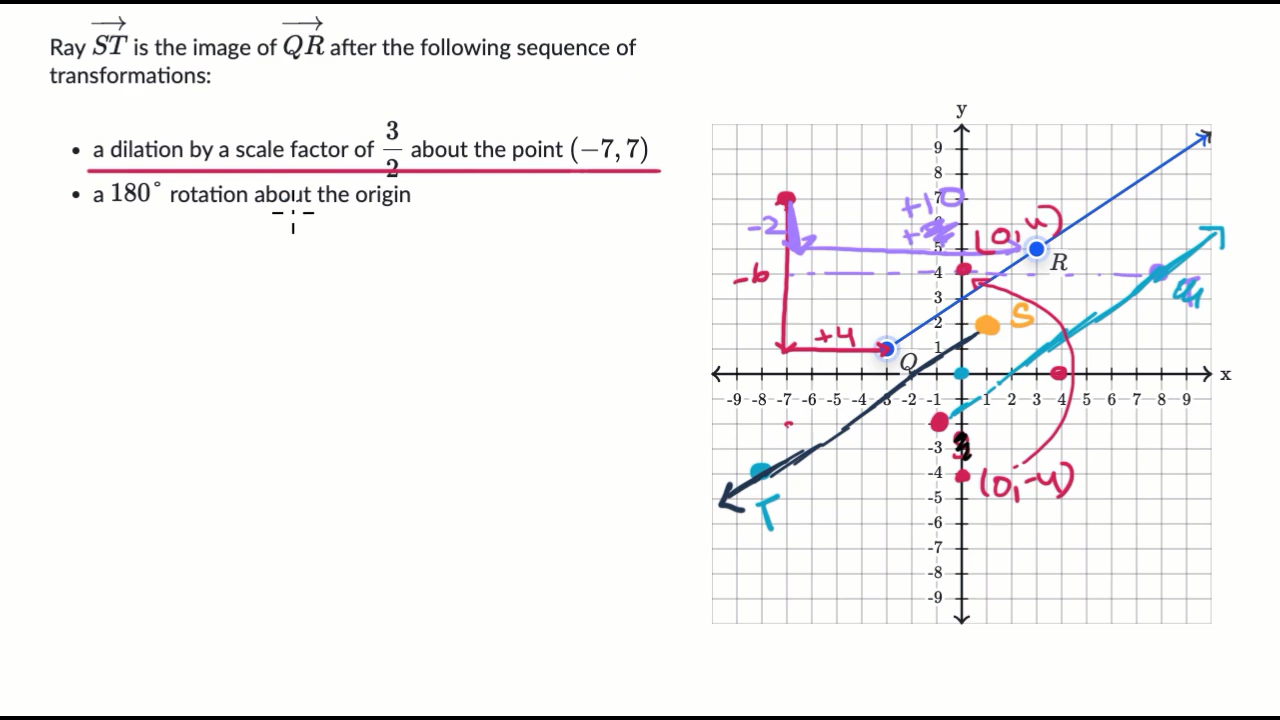 Ray ST is the image of QR after the following sequence of
transformations:
• a dilation by a scale factor of 3/2 about the point (−7, 7)
• a 180° rotation about the origin
y
9
8
7
+10
-2
(0,4)
5
R
-6
4
3
S
2
+4
1
Q
x
-9 -8 -7 -6 -5 -4 -3 -2 -1 1 2 3 4 5 6 7 8 9
-3
-4
(0,-4)
-5
T
-6
-7
-8
-9